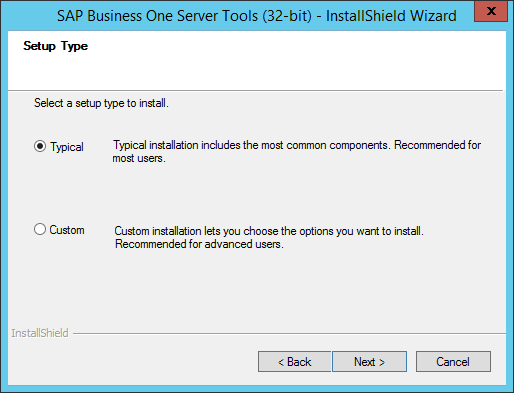 SAP Business One Server Tools (32-bit) - InstallShield Wizard
x
Setup Type
Select a setup type to install.
Typical
Typical installation includes the most common components. Recommended for
most users.
Custom
Custom installation lets you choose the options you want to install.
Recommended for advanced users.
InstallShield
< Back
Next >
Cancel